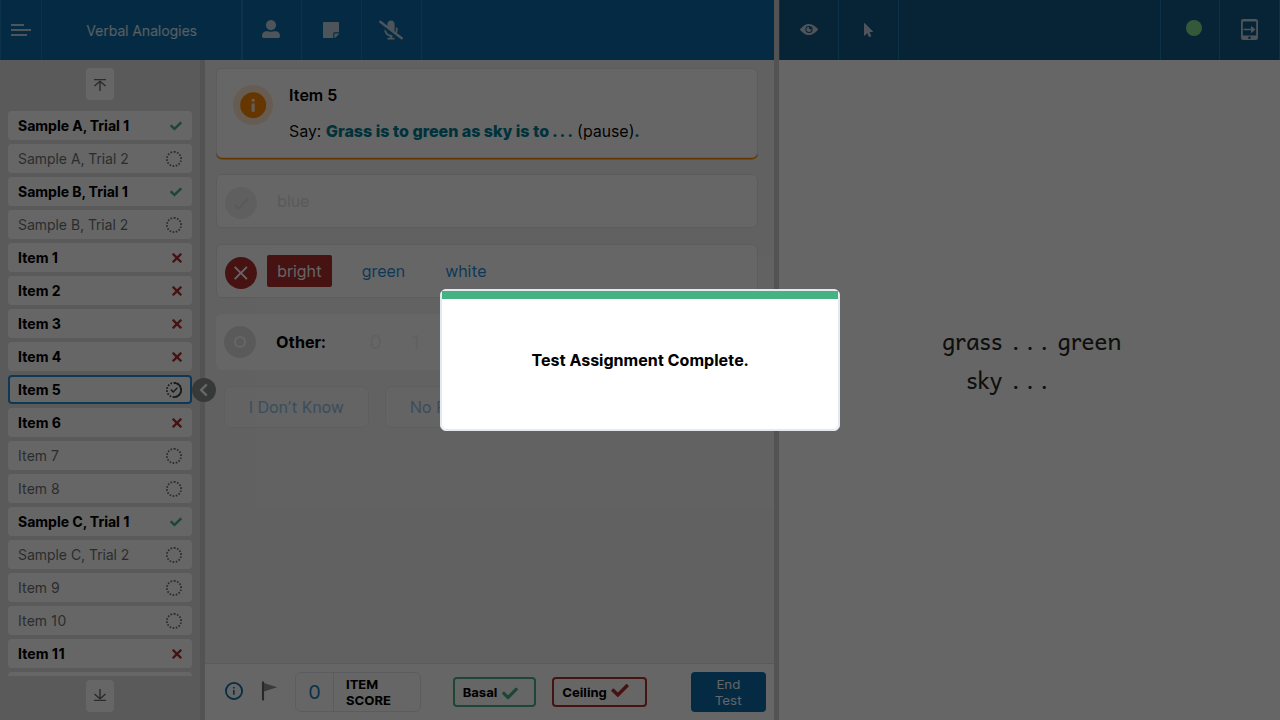 Verbal Analogies
Sample A, Trial 1
Sample A, Trial 2
Sample B, Trial 1
Sample B, Trial 2
Item 1
Item 2
Item 3
Item 4
Item 5
Item 6
Item 7
Item 8
Sample C, Trial 1
Sample C, Trial 2
Item 9
Item 10
Item 11
Item 5
Say: Grass is to green as sky is to . . . (pause).
blue
bright green white
Other: 0 1
I Don't Know No
Test Assignment Complete.
0 ITEM SCORE
Basal
Ceiling
End Test
grass . . . green
sky . . .